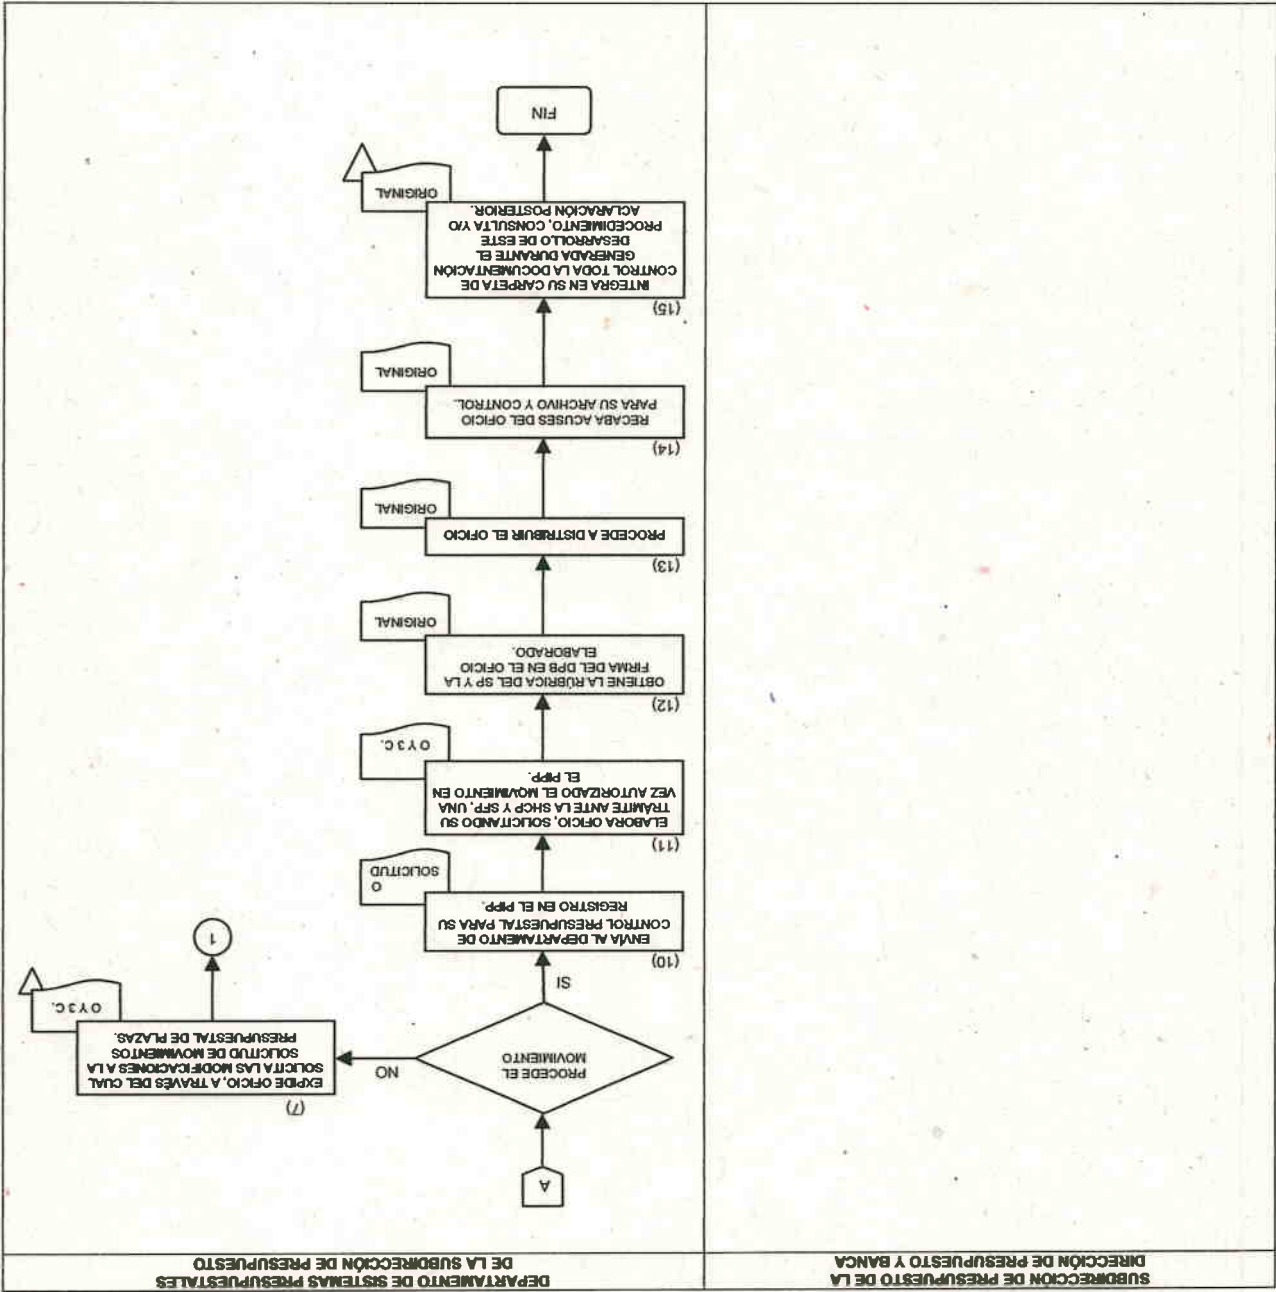 SUBDIRECCIÓN DE PRESUPUESTO DE LA
DIRECCIÓN DE PRESUPUESTO Y BANCA
DEPARTAMENTO DE SISTEMAS PRESUPUESTALES
DE LA SUBDIRECCIÓN DE PRESUPUESTO
A
PROCEDE EL
MOVIMIENTO
NO
SI
(7)
EXPIDE OFICIO, A TRAVÉS DEL CUAL
SOLICITA LAS MODIFICACIONES A LA
SOLICITUD DE MOVIMIENTOS
PRESUPUESTAL DE PLAZAS.
O Y 3 C.
1
(10)
ENVÍA AL DEPARTAMENTO DE
CONTROL PRESUPUESTAL PARA SU
REGISTRO EN EL PIPP.
O
SOLICITUD
(11)
ELABORA OFICIO, SOLICITANDO SU
TRÁMITE ANTE LA SHCP Y SFP, UNA
VEZ AUTORIZADO EL MOVIMIENTO EN
EL PIPP.
O Y 3 C.
(12)
OBTIENE LA RÚBRICA DEL SP Y LA
FIRMA DEL DPB EN EL OFICIO
ELABORADO.
ORIGINAL
(13)
PROCEDE A DISTRIBUIR EL OFICIO
ORIGINAL
(14)
RECABA ACUSES DEL OFICIO
PARA SU ARCHIVO Y CONTROL.
ORIGINAL
(15)
INTEGRA EN SU CARPETA DE
CONTROL TODA LA DOCUMENTACIÓN
GENERADA DURANTE EL
DESARROLLO DE ESTE
PROCEDIMIENTO, CONSULTA Y/O
ACLARACIÓN POSTERIOR.
ORIGINAL
FIN